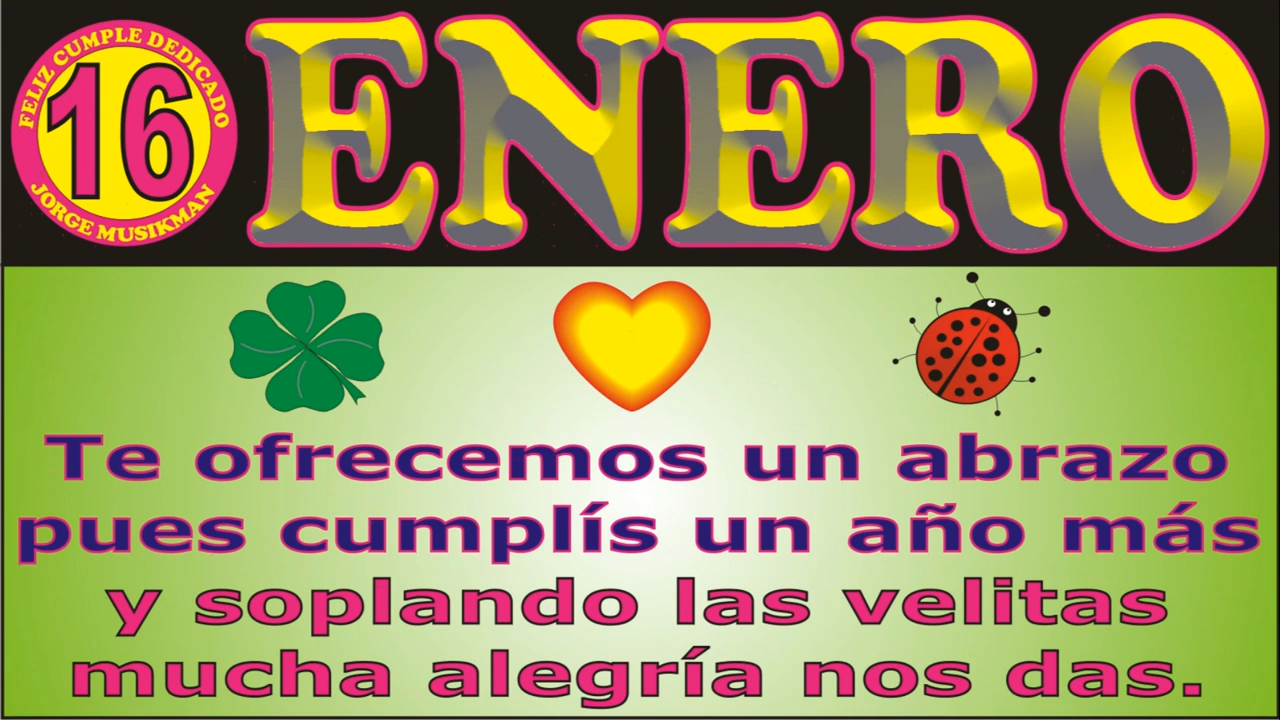 FELIZ CUMPLE DEDICADO
16
JORGE MUSIKMAN
ENERO
Te ofrecemos un abrazo
pues cumplís un año más
y soplando las velitas
mucha alegría nos das.